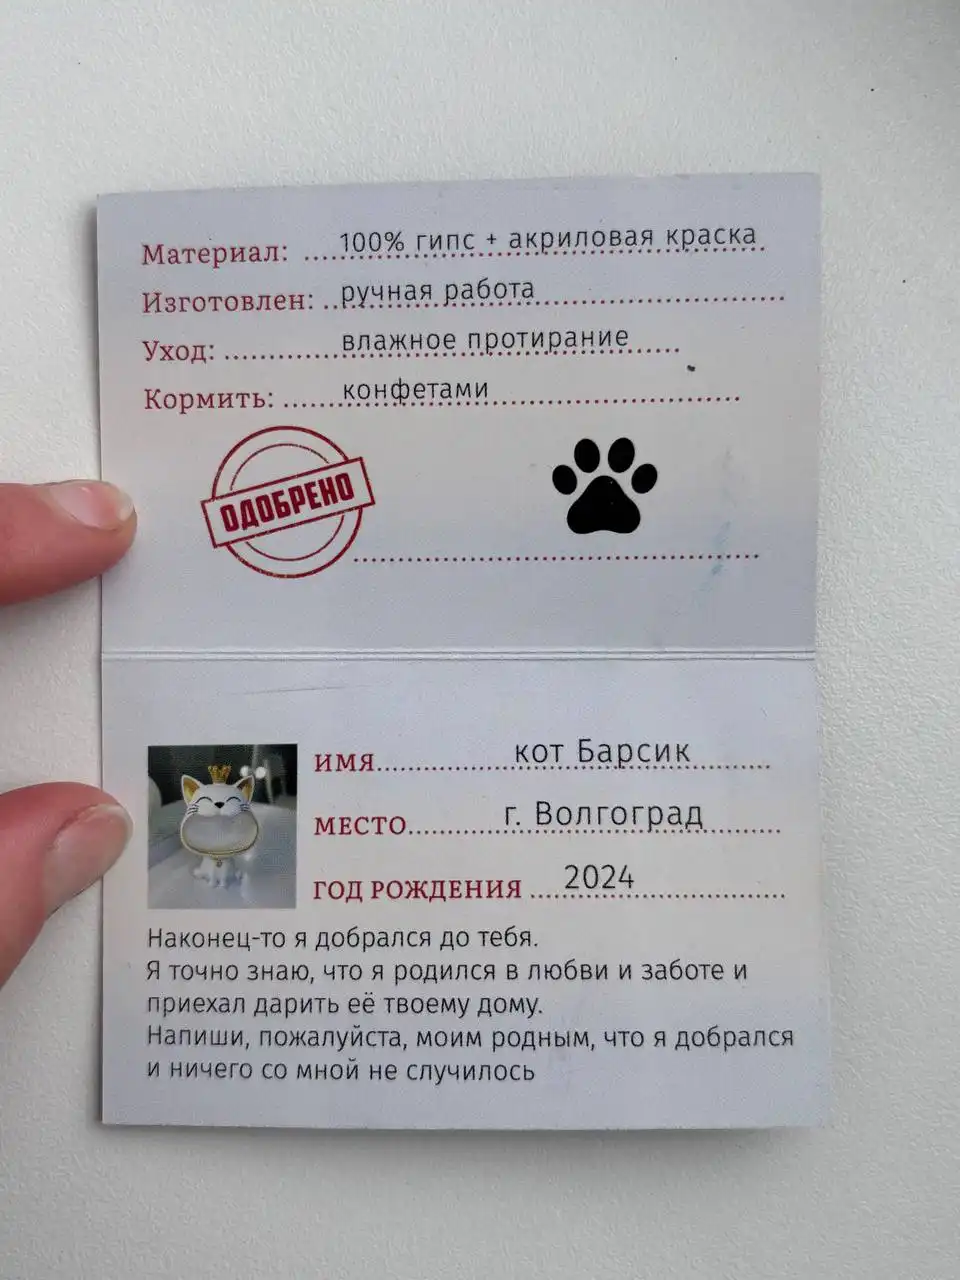 Материал: 100% гипс + акриловая краска
Изготовлен: ручная работа
Уход: влажное протирание
Кормить: конфетами
ОДОБРЕНО
ИМЯ кот Барсик
МЕСТО г. Волгоград
ГОД РОЖДЕНИЯ 2024
Наконец-то я добрался до тебя.
Я точно знаю, что я родился в любви и заботе и
приехал дарить её твоему дому.
Напиши, пожалуйста, моим родным, что я добрался
и ничего со мной не случилось